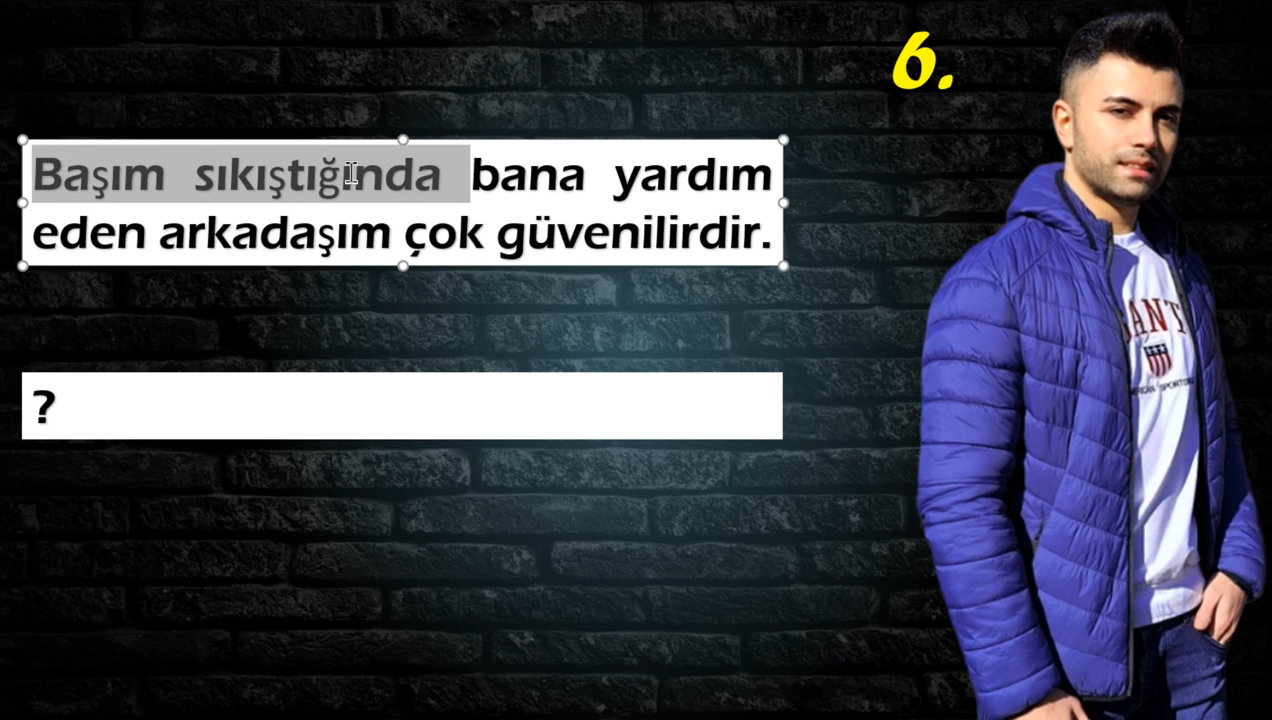 6.
Başım sıkıştığında bana yardım
eden arkadaşım çok güvenilirdir.
?